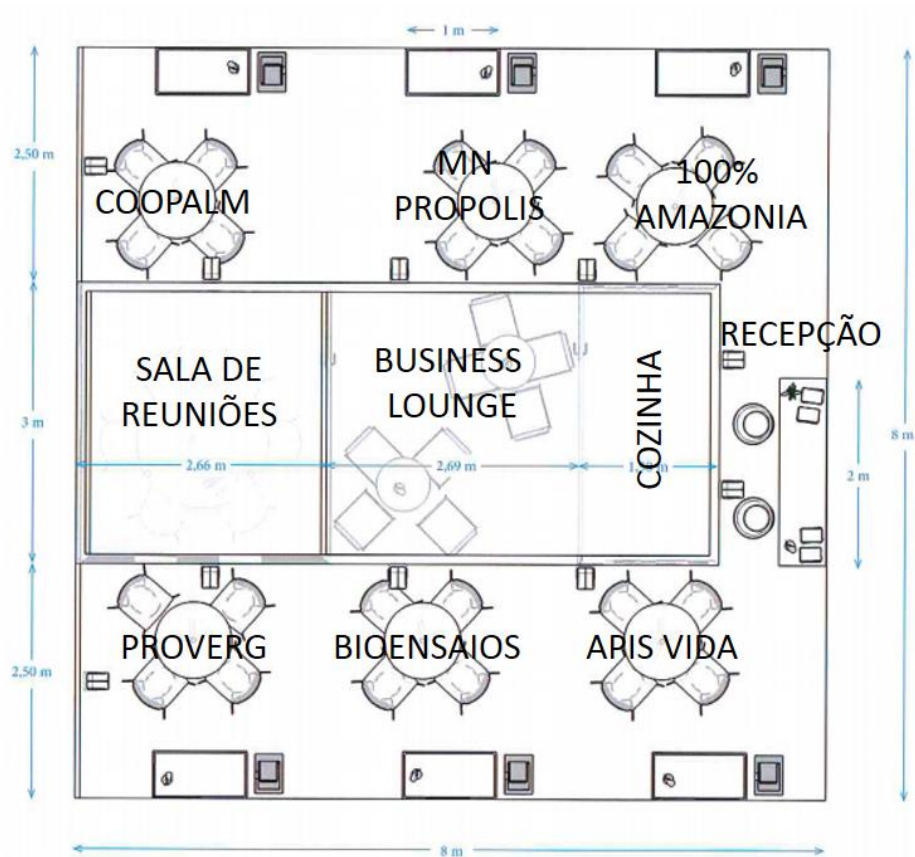 1 m
2,50 m
COOPALM
MN
PROPOLIS
100%
AMAZONIA
RECEPÇÃO
SALA DE
REUNIÕES
BUSINESS
LOUNGE
COZINHA
3 m
2,66 m
2,69 m
2 m
8 m
PROVERG
BIOENSAIOS
APIS VIDA
2,50 m
8 m